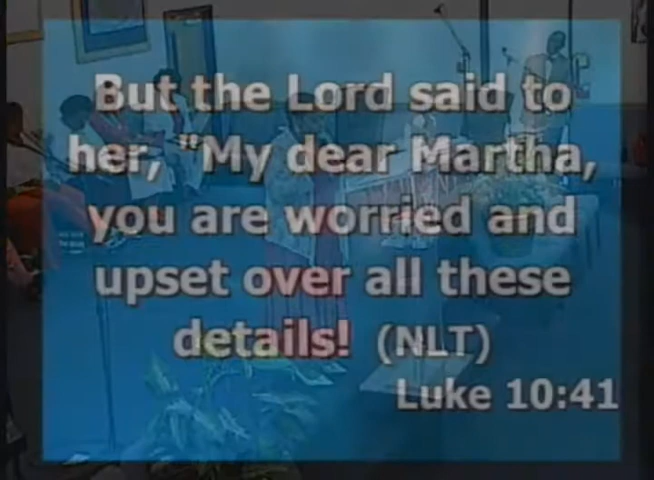 But the Lord said to
her, "My dear Martha,
you are worried and
upset over all these
details! (NLT)
Luke 10:41